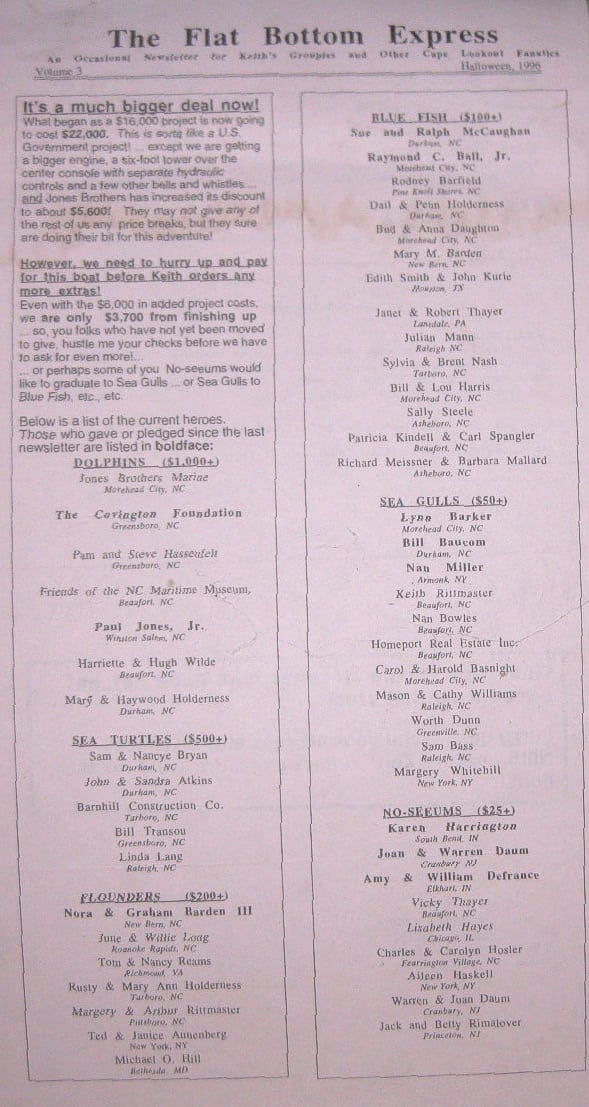 The Flat Bottom Express
An Occasional Newsletter for Keith's Groupies and Other Cape Lookout Fanatics
Volume 3
Halloween, 1996
It's a much bigger deal now!
What began as a $16,000 project is now going
to cost $22,000. This is sorta like a U.S.
Government project! ... except we are getting
a bigger engine, a six-foot tower over the
center console with separate hydraulic
controls and a few other bells and whistles ...
and Jones Brothers has increased its discount
to about $5,600! They may not give any of
the rest of us any price breaks, but they sure
are doing their bit for this adventure!
However, we need to hurry up and pay
for this boat before Keith orders any
more extras!
Even with the $6,000 in added project costs,
we are only $3,700 from finishing up
... so, you folks who have not yet been moved
to give, hustle me your checks before we have
to ask for even more!...
... or perhaps some of you No-seeums would
like to graduate to Sea Gulls ... or Sea Gulls to
Blue Fish, etc., etc.
Below is a list of the current heroes.
Those who gave or pledged since the last
newsletter are listed in boldface:
DOLPHINS ($1,000+)
Jones Brothers Marine
Morehead City, NC
The Covington Foundation
Greensboro, NC
Pam and Steve Hassenfelt
Greensboro, NC
Friends of the NC Maritime Museum,
Beaufort, NC
Paul Jones, Jr.
Winston Salem, NC
Harriette & Hugh Wilde
Beaufort, NC
Mary & Haywood Holderness
Durham, NC
SEA TURTLES ($500+)
Sam & Nancye Bryan
Durham, NC
John & Sandra Atkins
Durham, NC
Barnhill Construction Co.
Tarboro, NC
Bill Transou
Greensboro, NC
Linda Lang
Raleigh, NC
FLOUNDERS ($200+)
Nora & Graham Barden III
New Bern, NC
June & Willie Long
Roanoke Rapids, NC
Tom & Nancy Reams
Richmond, VA
Rusty & Mary Ann Holderness
Tarboro, NC
Margery & Arthur Rittmaster
Pittsboro, NC
Ted & Janice Annenberg
New York, NY
Michael O. Hill
Bethesda, MD
BLUE FISH ($100+)
Sue and Ralph McCaughan
Durham, NC
Raymond C. Ball, Jr.
Morehead City, NC
Rodney Barfield
Pine Knoll Shores, NC
Dail & Penn Holderness
Durham, NC
Bud & Anna Daughton
Morehead City, NC
Mary M. Barden
New Bern, NC
Edith Smith & John Kurie
Houston, TX
Janet & Robert Thayer
Lansdale, PA
Julian Mann
Raleigh NC
Sylvia & Brent Nash
Tarboro, NC
Bill & Lou Harris
Morehead City, NC
Sally Steele
Asheboro, NC
Patricia Kindell & Carl Spangler
Beaufort, NC
Richard Meissner & Barbara Mallard
Asheboro, NC
SEA GULLS ($50+)
Lynn Barker
Morehead City, NC
Bill Baucom
Durham, NC
Nan Miller
Armonk, NY
Keith Rittmaster
Beaufort, NC
Nan Bowles
Beaufort, NC
Homeport Real Estate Inc.
Beaufort, NC
Carol & Harold Basnight
Morehead City, NC
Mason & Cathy Williams
Raleigh, NC
Worth Dunn
Greenville, NC
Sam Bass
Raleigh, NC
Margery Whitehill
New York, NY
NO-SEEUMS ($25+)
Karen Harrington
South Bend, IN
Joan & Warren Daum
Cranbury NJ
Amy & William Defrance
Elkhart, IN
Vicky Thayer
Beaufort, NC
Lisabeth Hayes
Chicago, IL
Charles & Carolyn Hosler
Fearrington Village, NC
Aileen Haskell
New York, NY
Warren & Joan Daum
Cranbury, NJ
Jack and Betty Rimalover
Princeton, NJ